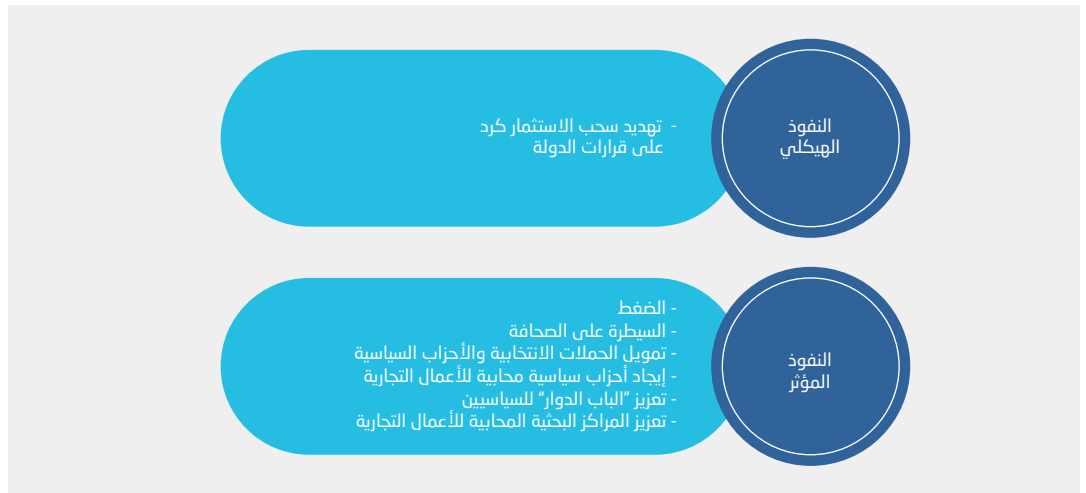 النفوذ
الهيكلي
- تهديد سحب الاستثمار كرد
على قرارات الدولة
النفوذ
المؤثر
- الضغط
- السيطرة على الصحافة
- تمويل الحملات الانتخابية والأحزاب السياسية
- إيجاد أحزاب سياسية محابية للأعمال التجارية
- تعزيز "الباب الدوار" للسياسيين
- تعزيز المراكز البحثية المحابية للأعمال التجارية